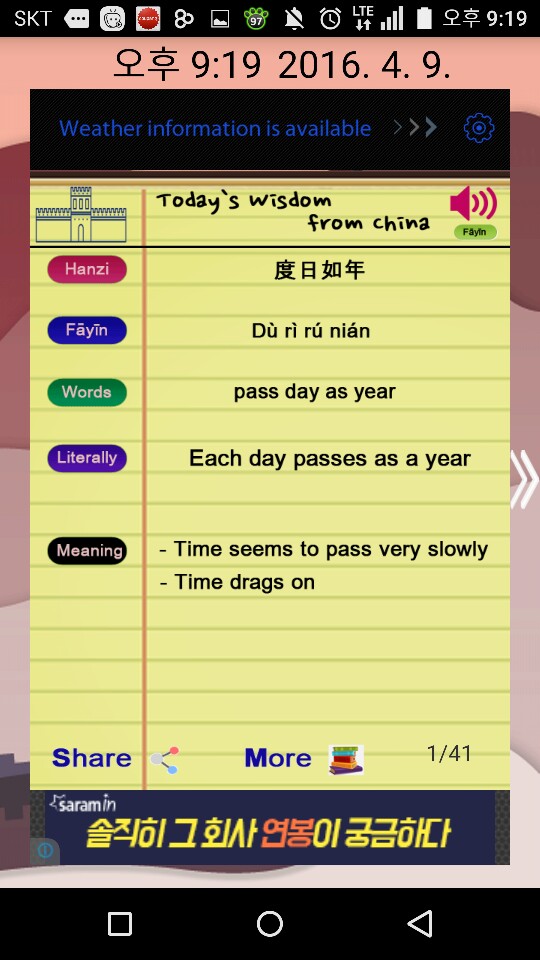 SKT
97
LTE
오후 9:19
오후 9:19 2016. 4. 9.
Weather information is available
Today`s Wisdom
from China
Fāyīn
Hanzi
度日如年
Fāyīn
Dù rì rú nián
Words
pass day as year
Literally
Each day passes as a year
Meaning
- Time seems to pass very slowly
- Time drags on
Share
More
1/41
saramin
솔직히 그 회사 연봉이 궁금하다